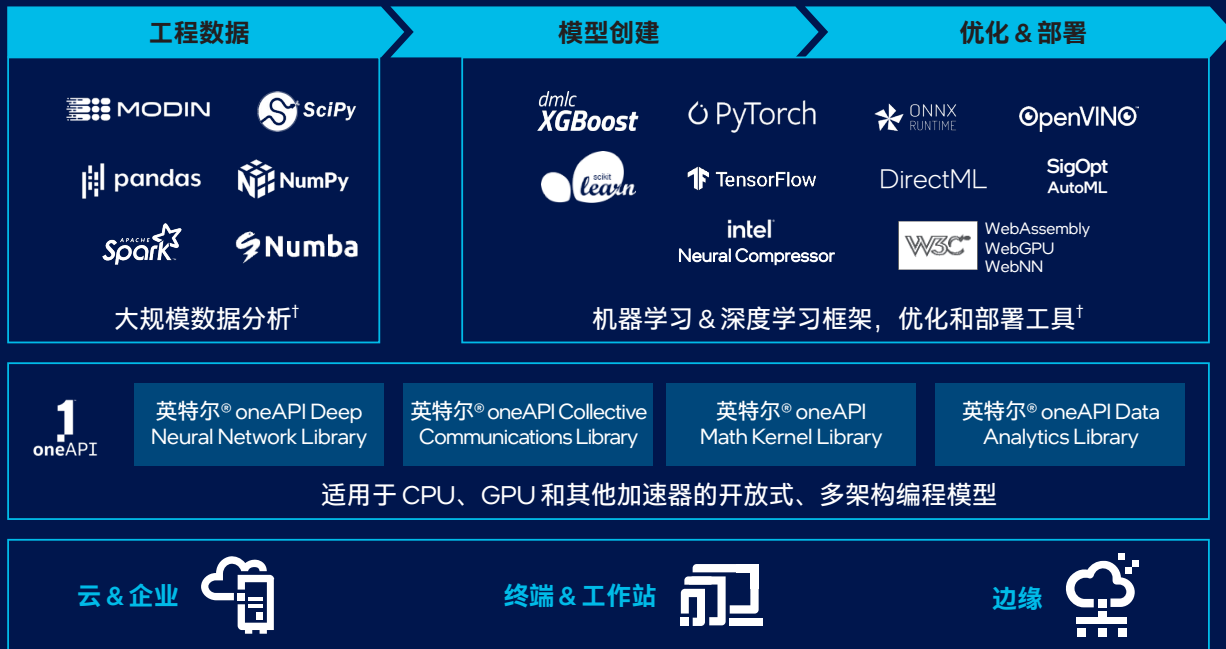 工程数据
模型创建
优化 & 部署
MODIN
SciPy
pandas
NumPy
APACHE
Spark™
Numba
大规模数据分析†
dmlc
XGBoost
PyTorch
ONNX
RUNTIME
OpenVINO™
scikit
learn
TensorFlow
DirectML
SigOpt
AutoML
intel
Neural Compressor
W3C
WebAssembly
WebGPU
WebNN
机器学习 & 深度学习框架，优化和部署工具†
1
oneAPI
英特尔® oneAPI Deep
Neural Network Library
英特尔® oneAPI Collective
Communications Library
英特尔® oneAPI
Math Kernel Library
英特尔® oneAPI Data
Analytics Library
适用于 CPU、GPU 和其他加速器的开放式、多架构编程模型
云 & 企业
终端 & 工作站
边缘